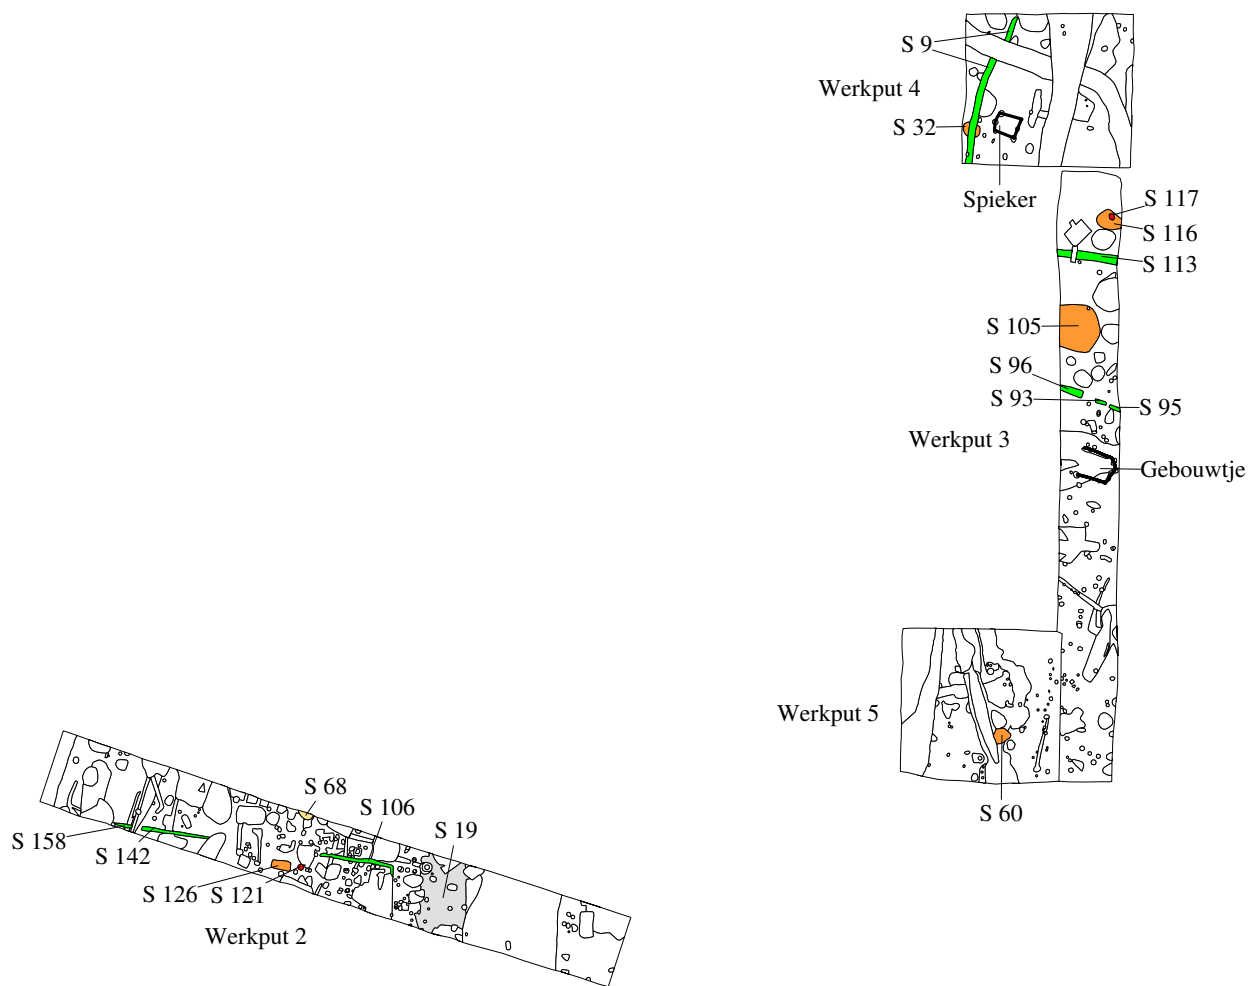 S 9
Werkput 4
S 32
Spieker
S 117
S 116
S 113
S 105
S 96
S 93
S 95
Werkput 3
Gebouwtje
Werkput 5
S 60
S 68
S 106
S 19
S 158
S 142
S 126
S 121
Werkput 2